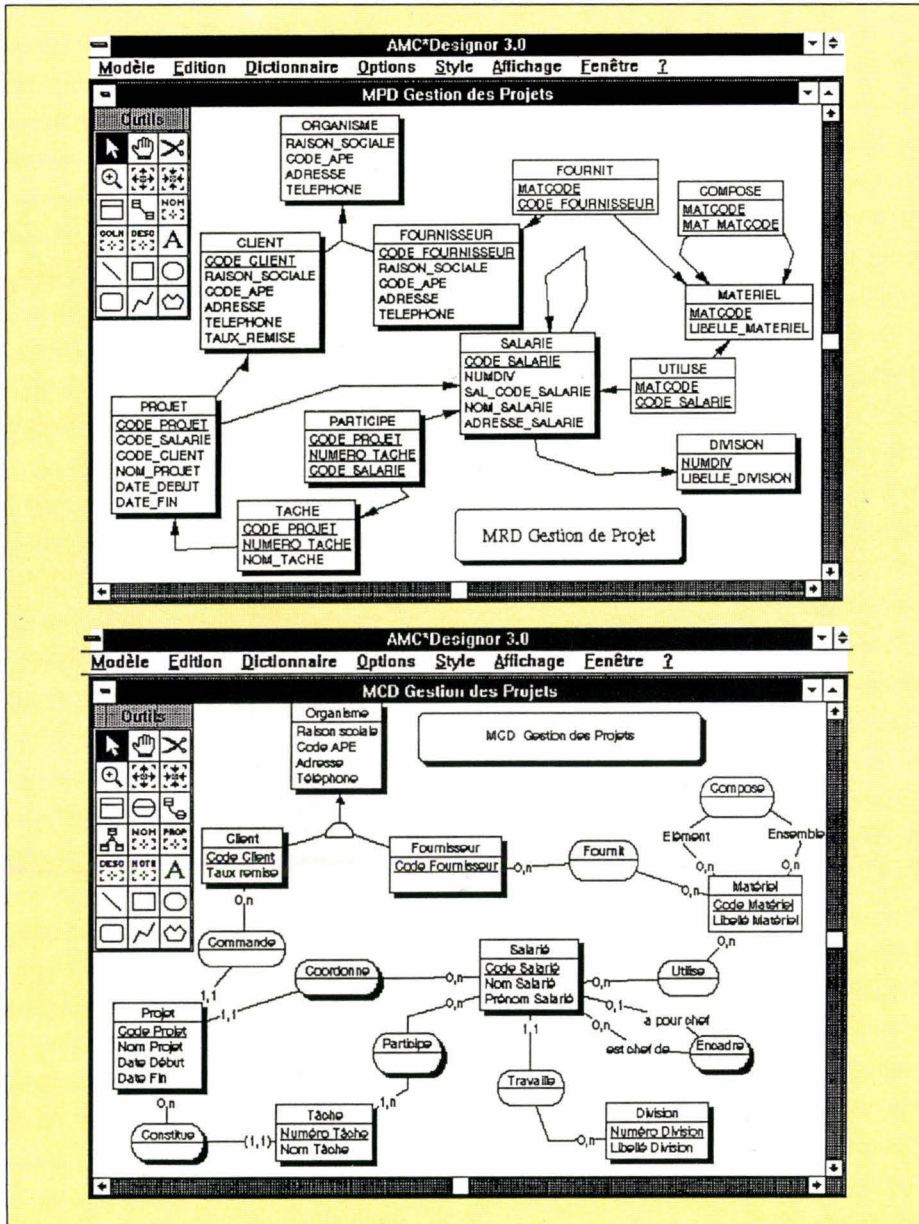 AMC*Designor 3.0
Modèle Edition Dictionnaire Options Style Affichage Fenêtre ?
MPD Gestion des Projets
Outils
NOM
COLN DESC A
ORGANISME
RAISON_SOCIALE
CODE_APE
ADRESSE
TELEPHONE
FOURNIT
MATCODE
CODE_FOURNISSEUR
COMPOSE
MATCODE
MAT_MATCODE
CLIENT
CODE_CLIENT
RAISON_SOCIALE
CODE_APE
ADRESSE
TELEPHONE
TAUX_REMISE
FOURNISSEUR
CODE_FOURNISSEUR
RAISON_SOCIALE
CODE_APE
ADRESSE
TELEPHONE
MATERIEL
MATCODE
LIBELLE_MATERIEL
SALARIE
CODE_SALARIE
NUMDIV
SAL_CODE_SALARIE
NOM_SALARIE
ADRESSE_SALARIE
UTILISE
MATCODE
CODE_SALARIE
PROJET
CODE_PROJET
CODE_SALARIE
CODE_CLIENT
NOM_PROJET
DATE_DEBUT
DATE_FIN
PARTICIPE
CODE_PROJET
NUMERO_TACHE
CODE_SALARIE
DIVISION
NUMDIV
LIBELLE_DIVISION
TACHE
CODE_PROJET
NUMERO_TACHE
NOM_TACHE
MRD Gestion de Projet
AMC*Designor 3.0
Modèle Edition Dictionnaire Options Style Affichage Fenêtre ?
MCD Gestion des Projets
Outils
NOM PROP
DESC NOTE A
Organisme
Raison sociale
Code APE
Adresse
Téléphone
MCD Gestion des Projets
Compose
Elément
Ensemble
0,n
0,n
Client
Code Client
Taux remise
Fournisseur
Code Fournisseur
0,n
Fournit
0,n
Matériel
Code Matériel
Libellé Matériel
0,n
Commande
1,1
0,n
Utilise
Coordonne
0,n
1,1
Salarié
Code Salarié
Nom Salarié
Prénom Salarié
0,n
0,1
a pour chef
0,n
est chef de
Encadre
Projet
Code Projet
Nom Projet
Date Début
Date Fin
0,n
Participe
1,n
1,1
Travaille
0,n
0,n
Constitue
(1,1)
Tâche
Numéro Tâche
Nom Tâche
Division
Numéro Division
Libellé Division